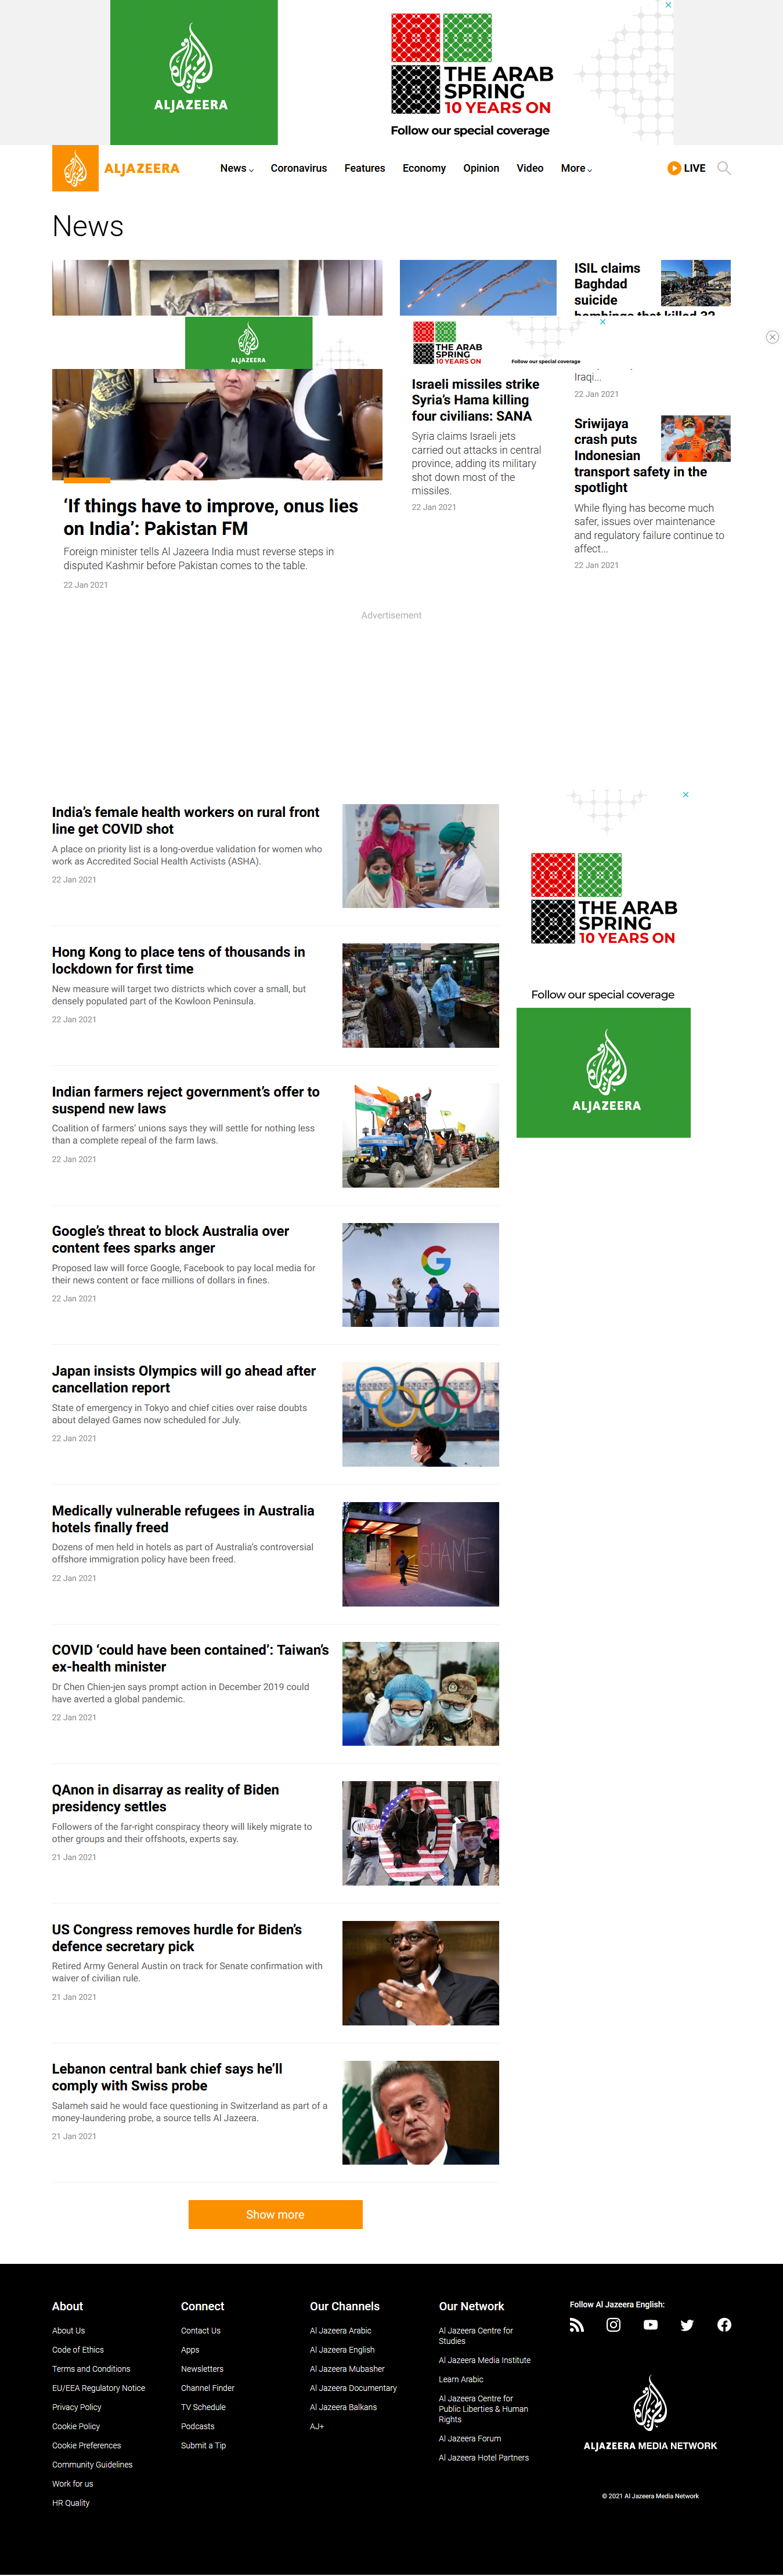 ALJAZEERA
THE ARAB
SPRING
10 YEARS ON
Follow our special coverage
ALJAZEERA
News
Coronavirus
Features
Economy
Opinion
Video
More
LIVE
News
ALJAZEERA
THE ARAB
SPRING
10 YEARS ON
Follow our special coverage
‘If things have to improve, onus lies
on India’: Pakistan FM
Foreign minister tells Al Jazeera India must reverse steps in
disputed Kashmir before Pakistan comes to the table.
22 Jan 2021
Israeli missiles strike
Syria’s Hama killing
four civilians: SANA
Syria claims Israeli jets
carried out attacks in central
province, adding its military
shot down most of the
missiles.
22 Jan 2021
ISIL claims
Baghdad
suicide
bombings that killed 32
Iraqi...
22 Jan 2021
Sriwijaya
crash puts
Indonesian
transport safety in the
spotlight
While flying has become much
safer, issues over maintenance
and regulatory failure continue to
affect...
22 Jan 2021
Advertisement
India’s female health workers on rural front
line get COVID shot
A place on priority list is a long-overdue validation for women who
work as Accredited Social Health Activists (ASHA).
22 Jan 2021
Hong Kong to place tens of thousands in
lockdown for first time
New measure will target two districts which cover a small, but
densely populated part of the Kowloon Peninsula.
22 Jan 2021
Indian farmers reject government’s offer to
suspend new laws
Coalition of farmers’ unions says they will settle for nothing less
than a complete repeal of the farm laws.
22 Jan 2021
Google’s threat to block Australia over
content fees sparks anger
Proposed law will force Google, Facebook to pay local media for
their news content or face millions of dollars in fines.
22 Jan 2021
Japan insists Olympics will go ahead after
cancellation report
State of emergency in Tokyo and chief cities over raise doubts
about delayed Games now scheduled for July.
22 Jan 2021
Medically vulnerable refugees in Australia
hotels finally freed
Dozens of men held in hotels as part of Australia’s controversial
offshore immigration policy have been freed.
22 Jan 2021
SHAME
COVID ‘could have been contained’: Taiwan’s
ex-health minister
Dr Chen Chien-jen says prompt action in December 2019 could
have averted a global pandemic.
22 Jan 2021
QAnon in disarray as reality of Biden
presidency settles
Followers of the far-right conspiracy theory will likely migrate to
other groups and their offshoots, experts say.
21 Jan 2021
US Congress removes hurdle for Biden’s
defence secretary pick
Retired Army General Austin on track for Senate confirmation with
waiver of civilian rule.
21 Jan 2021
Lebanon central bank chief says he’ll
comply with Swiss probe
Salameh said he would face questioning in Switzerland as part of a
money-laundering probe, a source tells Al Jazeera.
21 Jan 2021
Show more
THE ARAB
SPRING
10 YEARS ON
Follow our special coverage
ALJAZEERA
About
About Us
Code of Ethics
Terms and Conditions
EU/EEA Regulatory Notice
Privacy Policy
Cookie Policy
Cookie Preferences
Community Guidelines
Work for us
HR Quality
Connect
Contact Us
Apps
Newsletters
Channel Finder
TV Schedule
Podcasts
Submit a Tip
Our Channels
Al Jazeera Arabic
Al Jazeera English
Al Jazeera Mubasher
Al Jazeera Documentary
Al Jazeera Balkans
AJ+
Our Network
Al Jazeera Centre for
Studies
Al Jazeera Media Institute
Learn Arabic
Al Jazeera Centre for
Public Liberties & Human
Rights
Al Jazeera Forum
Al Jazeera Hotel Partners
Follow Al Jazeera English:
ALJAZEERA MEDIA NETWORK
© 2021 Al Jazeera Media Network